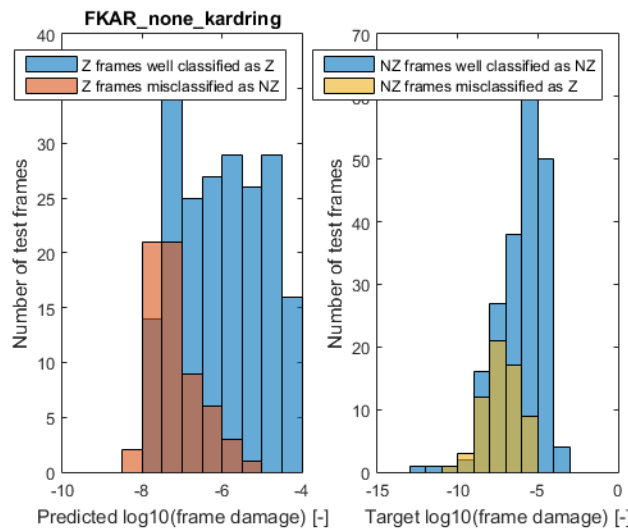 FKAR_none_kardring
40
Z frames well classified as Z
Z frames misclassified as NZ
30
25
20
15
10
5
0
Number of test frames
-10
-8
-6
-4
Predicted log10(frame damage) [-]
70
NZ frames well classified as NZ
NZ frames misclassified as Z
60
50
40
30
20
10
0
Number of test frames
-15
-10
-5
0
Target log10(frame damage) [-]